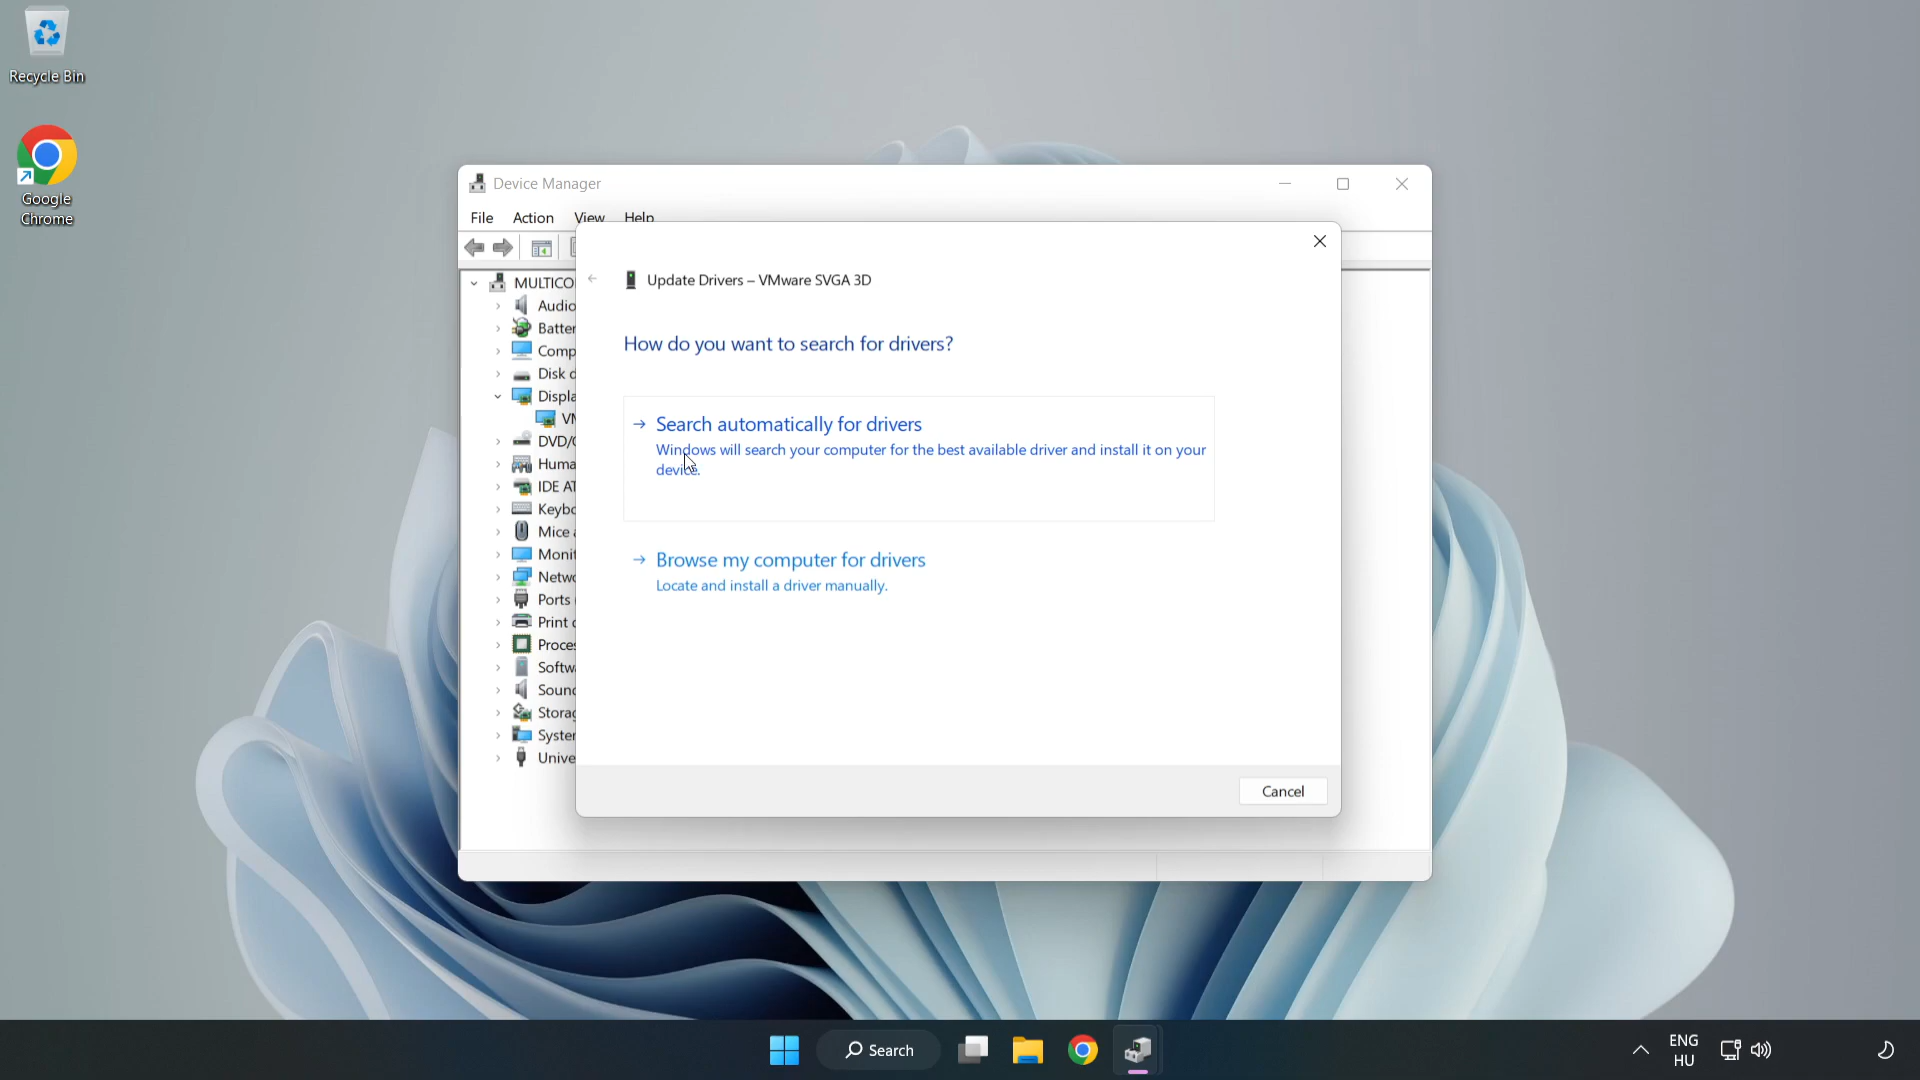 Recycle Bin
Google
Chrome
Device Manager
File Action View Help
Update Drivers – VMware SVGA 3D
How do you want to search for drivers?
Search automatically for drivers
Windows will search your computer for the best available driver and install it on your
device.
Browse my computer for drivers
Locate and install a driver manually.
Cancel
MULTICO
Audio
Batter
Comp
Disk d
Displa
VM
DVD/C
Huma
IDE AT
Keybo
Mice a
Monit
Netwo
Ports (
Print q
Proces
Softwa
Sound
Storag
System
Unive
Search
ENG
HU